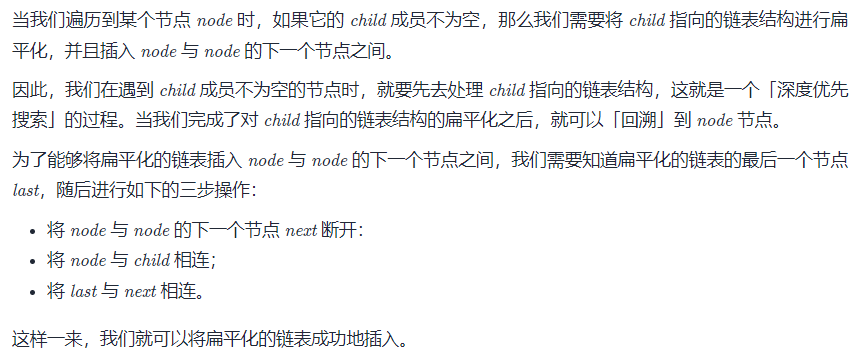 当我们遍历到某个节点 node 时，如果它的 child 成员不为空，那么我们需要将 child 指向的链表结构进行扁
平化，并且插入 node 与 node 的下一个节点之间。
因此，我们在遇到 child 成员不为空的节点时，就要先去处理 child 指向的链表结构，这就是一个「深度优先
搜索」的过程。当我们完成了对 child 指向的链表结构的扁平化之后，就可以「回溯」到 node 节点。
为了能够将扁平化的链表插入 node 与 node 的下一个节点之间，我们需要知道扁平化的链表的最后一个节点
last，随后进行如下的三步操作：
• 将 node 与 node 的下一个节点 next 断开：
• 将 node 与 child 相连；
• 将 last 与 next 相连。
这样一来，我们就可以将扁平化的链表成功地插入。